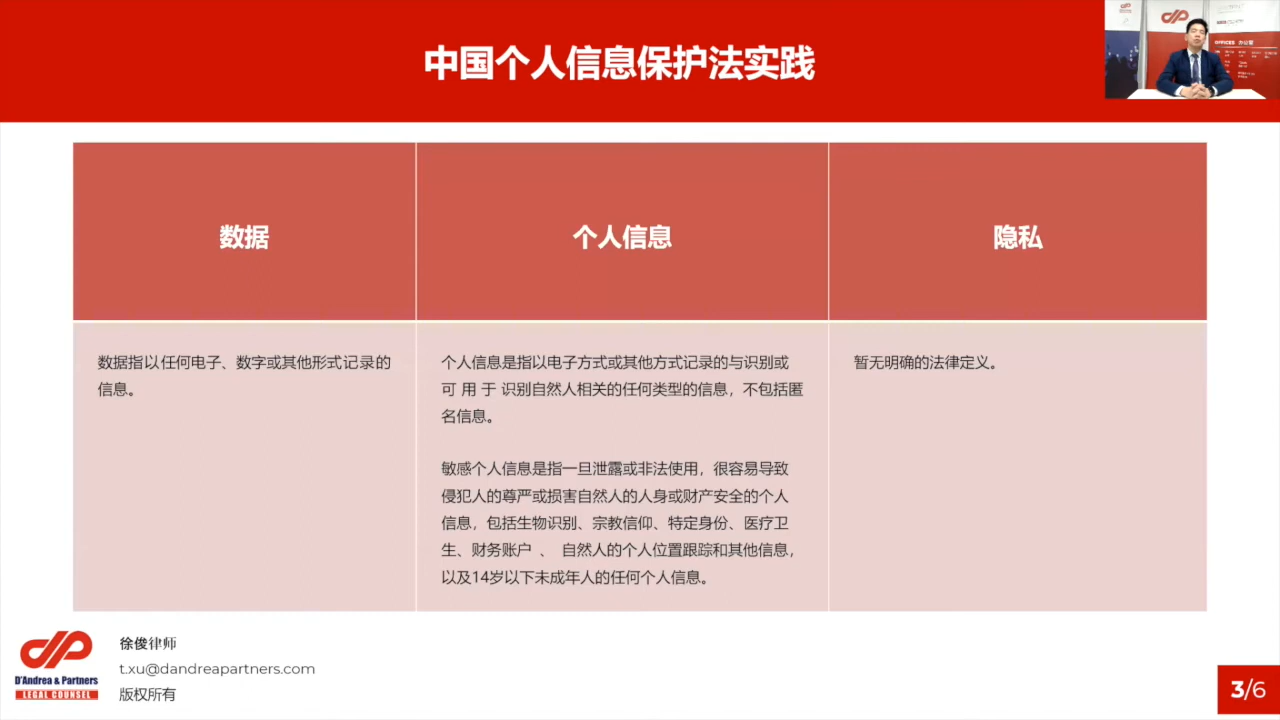 中国个人信息保护法实践
OFFICES 办公室
数据
个人信息
隐私
数据指以任何电子、数字或其他形式记录的
信息。
个人信息是指以电子方式或其他方式记录的与识别或
可 用 于 识别自然人相关的任何类型的信息，不包括匿
名信息。
敏感个人信息是指一旦泄露或非法使用，很容易导致
侵犯人的尊严或损害自然人的人身或财产安全的个人
信息，包括生物识别、宗教信仰、特定身份、医疗卫
生、财务账户 、 自然人的个人位置跟踪和其他信息，
以及14岁以下未成年人的任何个人信息。
暂无明确的法律定义。
D'Andrea & Partners
LEGAL COUNSEL
徐俊律师
t.xu@dandreapartners.com
版权所有
3/6